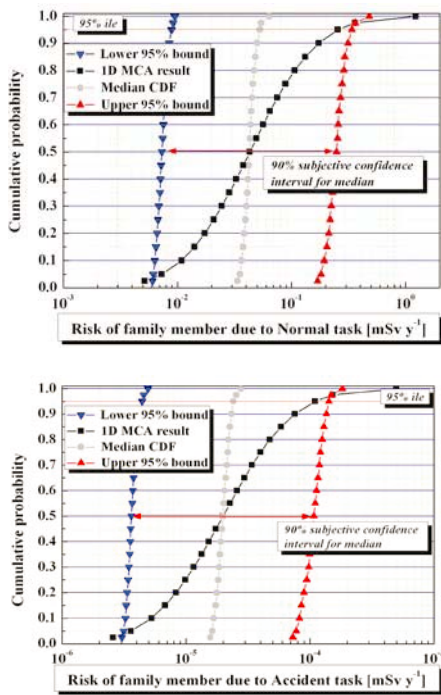 1.0
0.9
0.8
0.7
0.6
0.5
0.4
0.3
0.2
0.1
0.0
Cumulative probability
95% ile
Lower 95% bound
1D MCA result
Median CDF
Upper 95% bound
90% subjective confidence
interval for median
10⁻³ 10⁻² 10⁻¹ 10⁰
Risk of family member due to Normal task [mSv y⁻¹]
1.0
0.9
0.8
0.7
0.6
0.5
0.4
0.3
0.2
0.1
0.0
Cumulative probability
95% ile
Lower 95% bound
1D MCA result
Median CDF
Upper 95% bound
90% subjective confidence
interval for median
10⁻⁶ 10⁻⁵ 10⁻⁴ 10⁻³
Risk of family member due to Accident task [mSv y⁻¹]